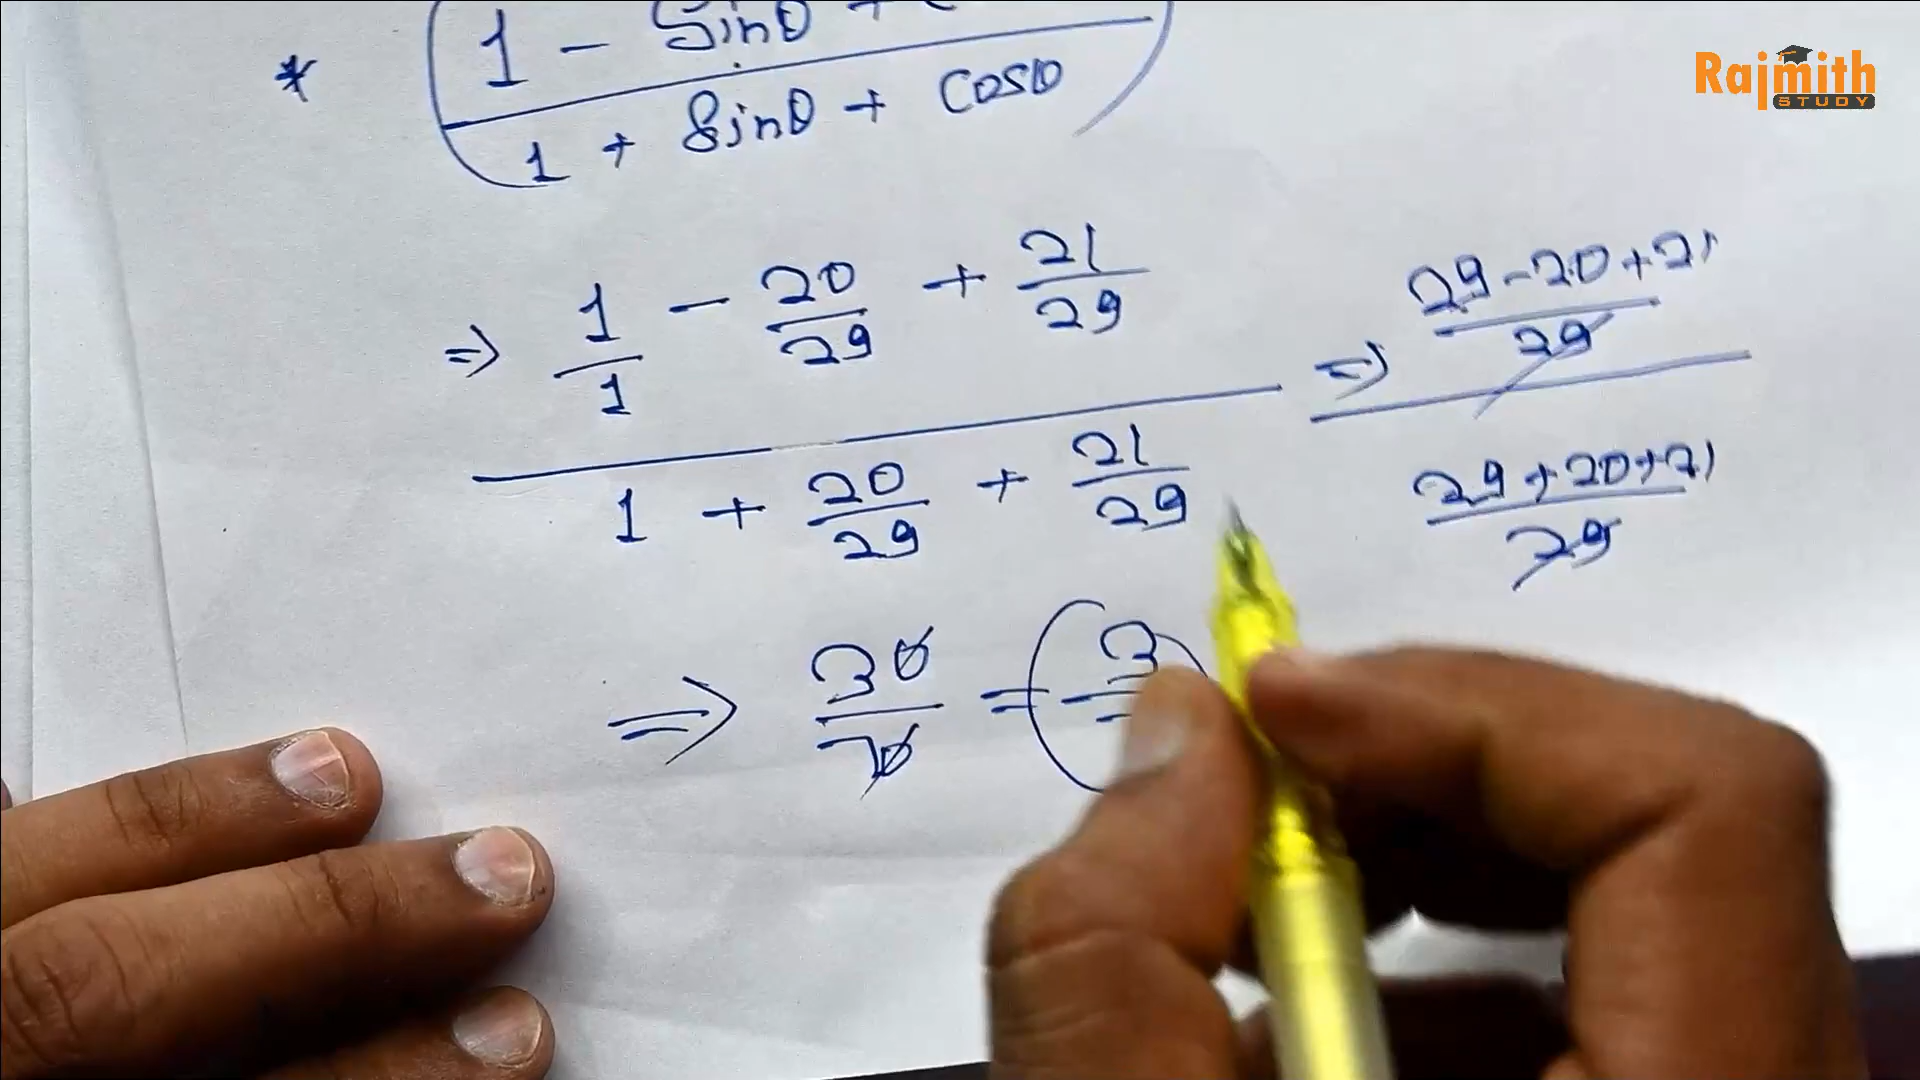 Rajmith
STUDY
* 1 - Sinθ +
1 + Sinθ + cosθ
⇒ 1/1 - 20/29 + 21/29
1 + 20/29 + 21/29
⇒ 29-20+21/29
29+20+21/29
⇒ 30/70 = 3